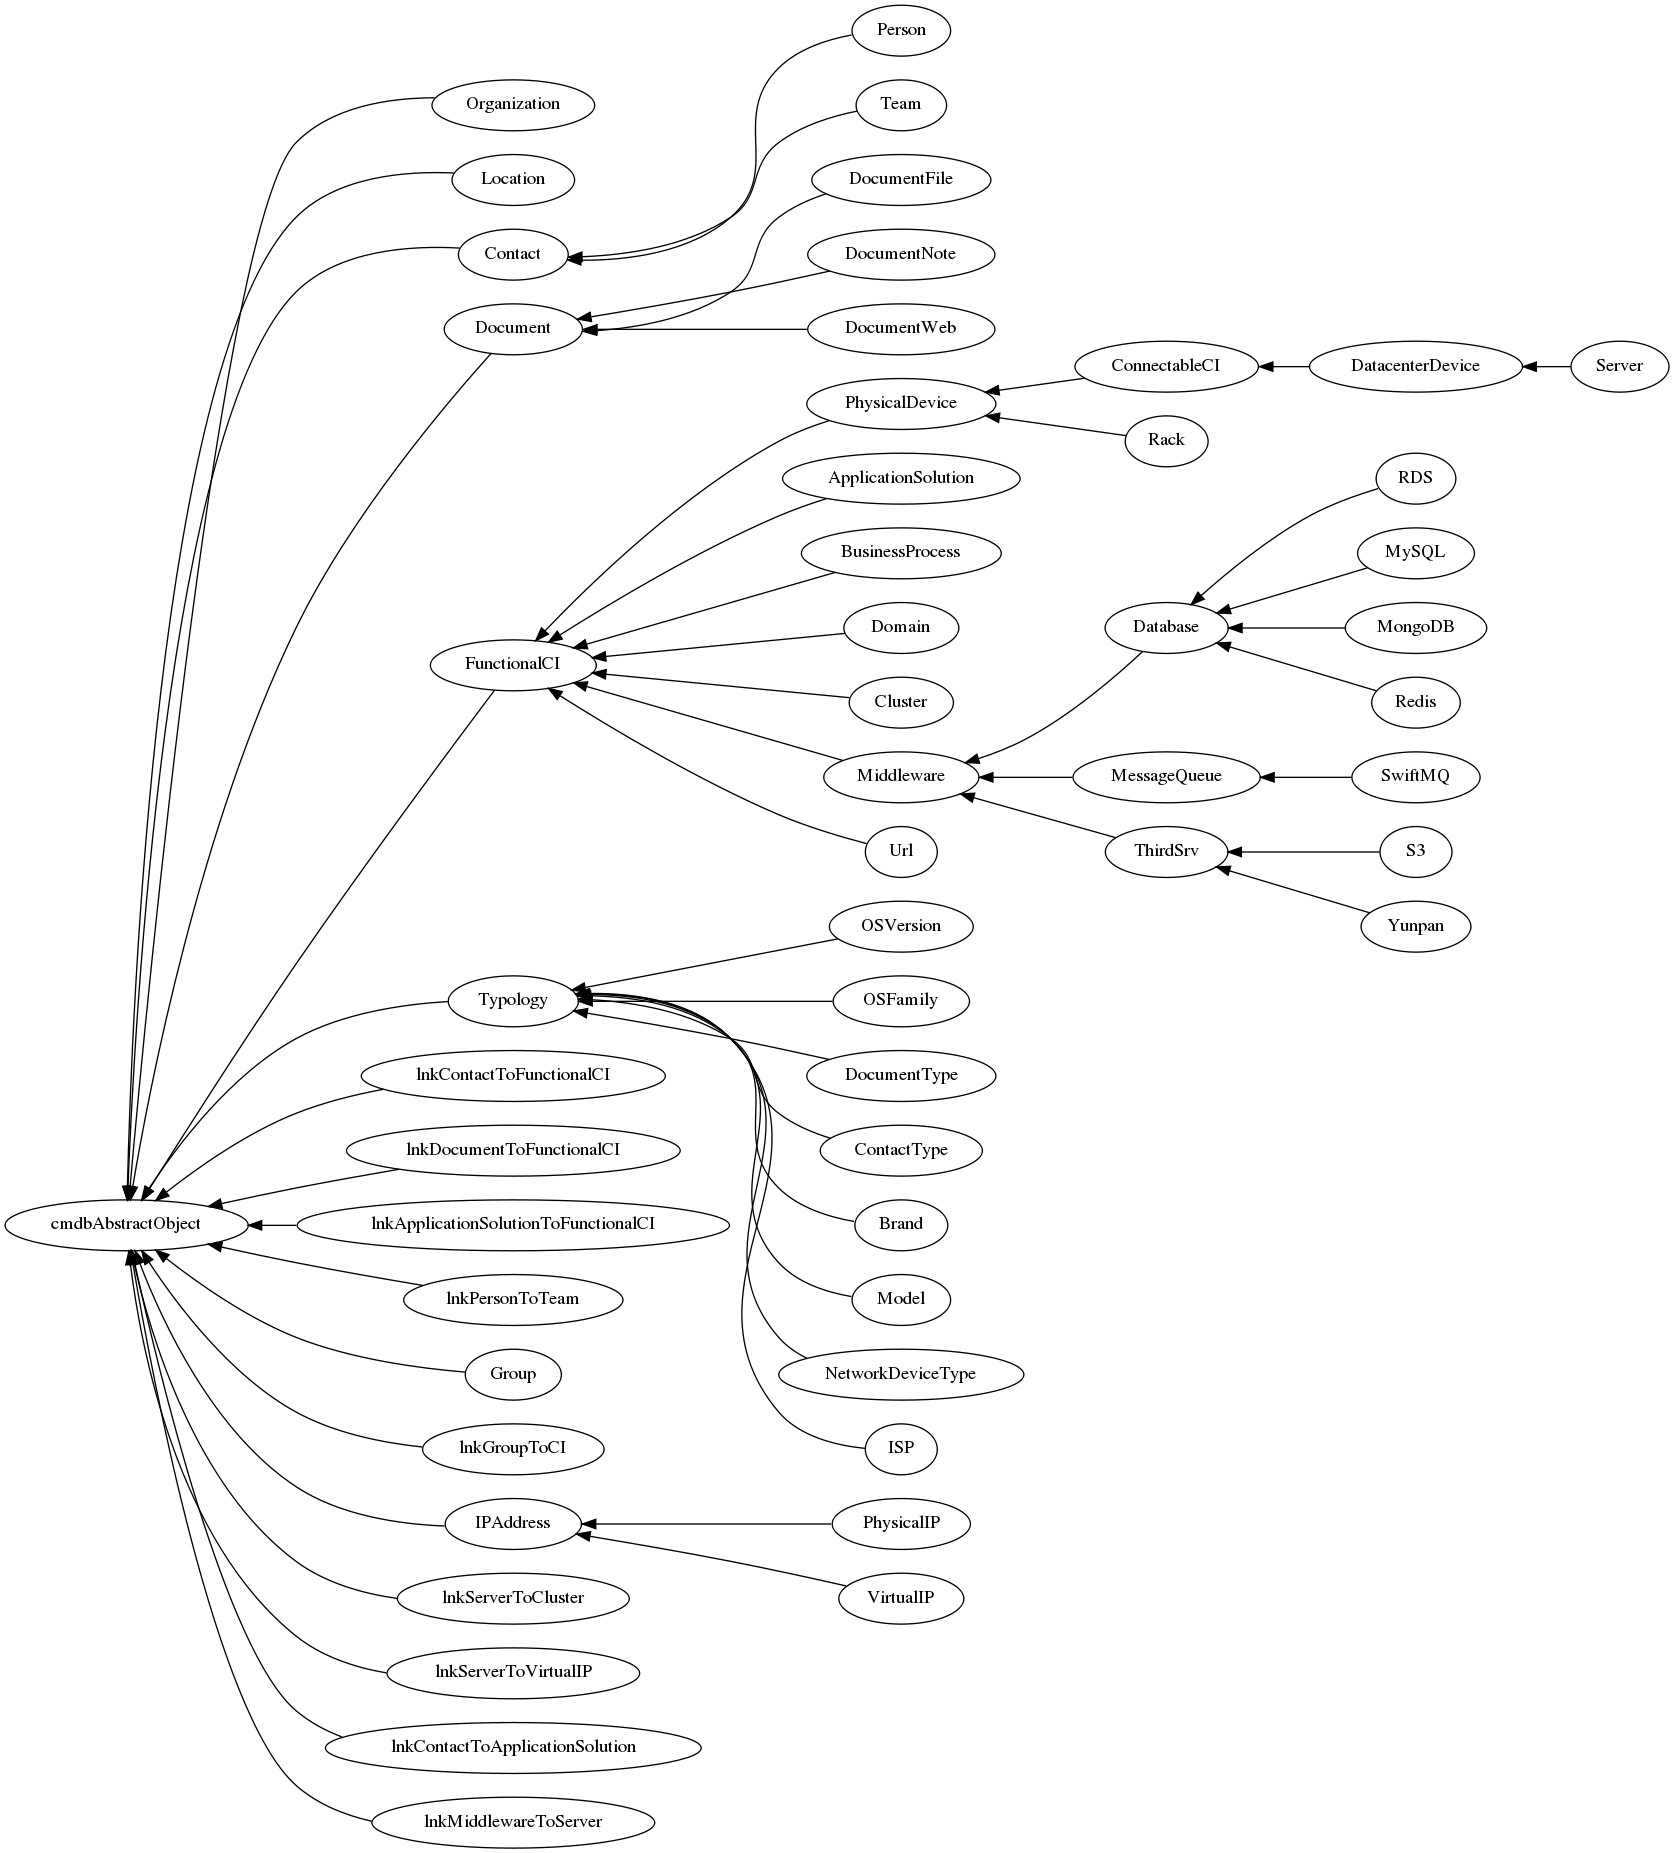 Person
Organization
Team
Location
DocumentFile
Contact
DocumentNote
Document
DocumentWeb
ConnectableCI
DatacenterDevice
Server
PhysicalDevice
Rack
ApplicationSolution
RDS
BusinessProcess
MySQL
Domain
Database
MongoDB
FunctionalCI
Cluster
Redis
Middleware
MessageQueue
SwiftMQ
Url
ThirdSrv
S3
OSVersion
Yunpan
Typology
OSFamily
lnkContactToFunctionalCI
DocumentType
lnkDocumentToFunctionalCI
ContactType
cmdbAbstractObject
lnkApplicationSolutionToFunctionalCI
Brand
lnkPersonToTeam
Model
Group
NetworkDeviceType
lnkGroupToCI
ISP
IPAddress
PhysicalIP
lnkServerToCluster
VirtualIP
lnkServerToVirtualIP
lnkContactToApplicationSolution
lnkMiddlewareToServer